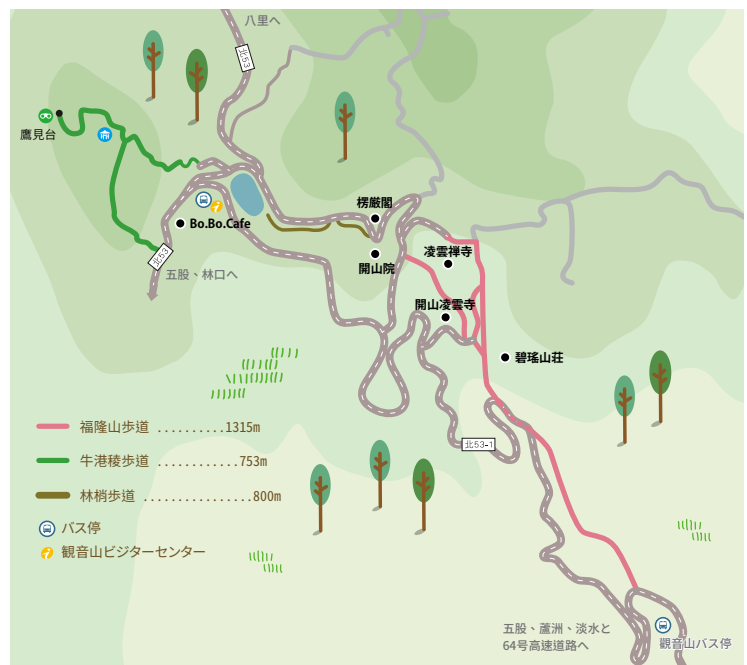 八里へ
北53
鷹見台
楞厳閣
Bo.Bo.Cafe
凌雲禅寺
北53
開山院
五股、林口へ
開山凌雲寺
碧瑤山荘
福隆山歩道 ..........1315m
北53-1
牛港稜歩道 ............753m
林梢歩道 ................800m
バス停
観音山ビジターセンター
五股、蘆洲、淡水と
64号高速道路へ
観音山バス停